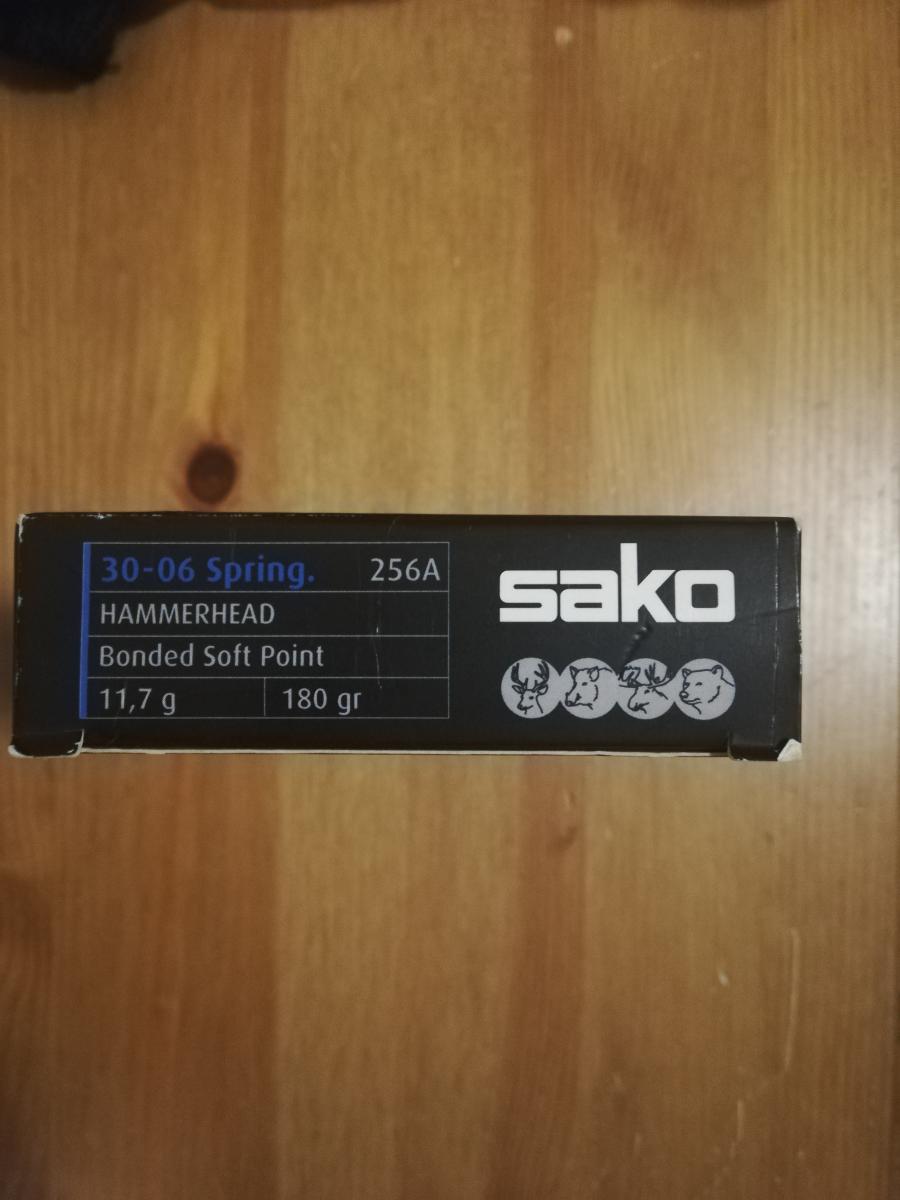 30-06 Spring. 256A
HAMMERHEAD
Bonded Soft Point
11,7 g 180 gr
sako